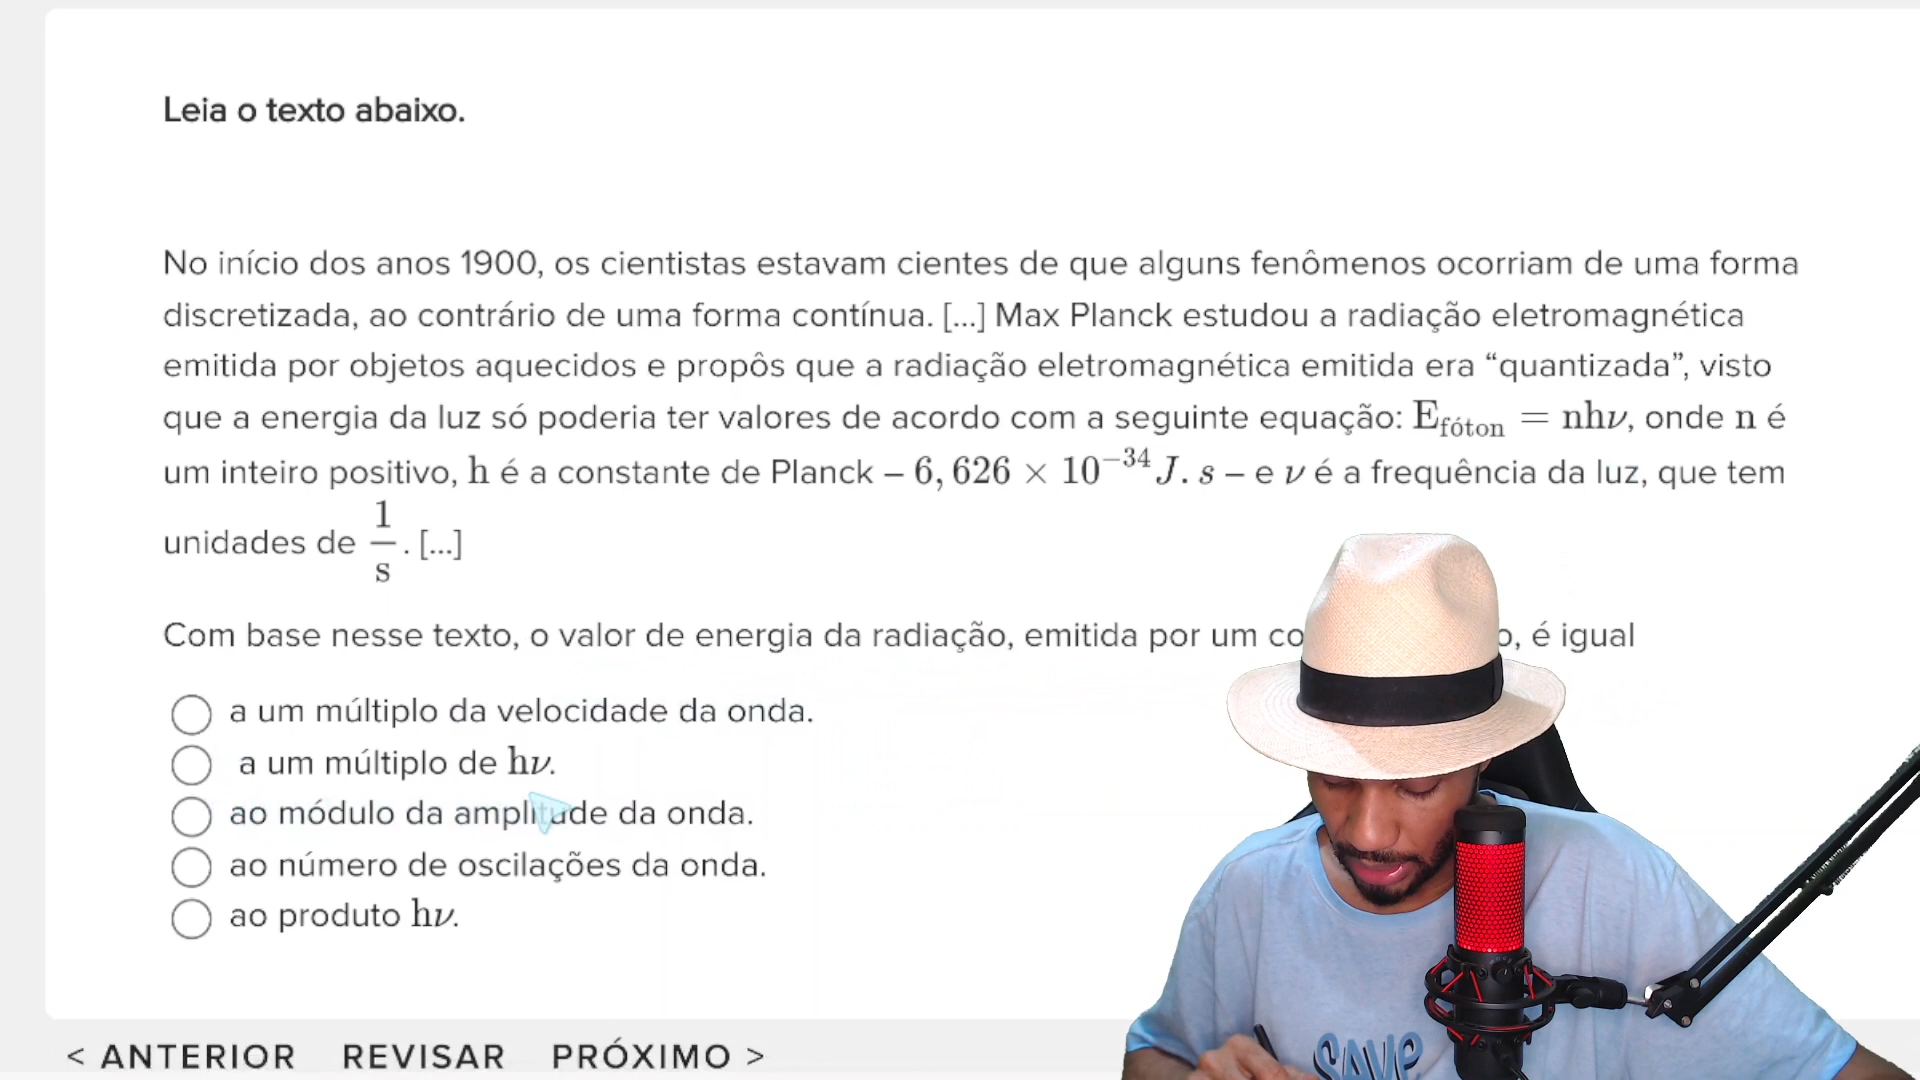 Leia o texto abaixo.
No início dos anos 1900, os cientistas estavam cientes de que alguns fenômenos ocorriam de uma forma
discretizada, ao contrário de uma forma contínua. [...] Max Planck estudou a radiação eletromagnética
emitida por objetos aquecidos e propôs que a radiação eletromagnética emitida era “quantizada”, visto
que a energia da luz só poderia ter valores de acordo com a seguinte equação: E_fóton = nhν, onde n é
um inteiro positivo, h é a constante de Planck – 6,626 × 10^−34 J.s – e ν é a frequência da luz, que tem
unidades de 1/s. [...]
Com base nesse texto, o valor de energia da radiação, emitida por um é igual
a um múltiplo da velocidade da onda.
a um múltiplo de hν.
ao módulo da amplitude da onda.
ao número de oscilações da onda.
ao produto hν.
< ANTERIOR REVISAR PRÓXIMO >
SAVE